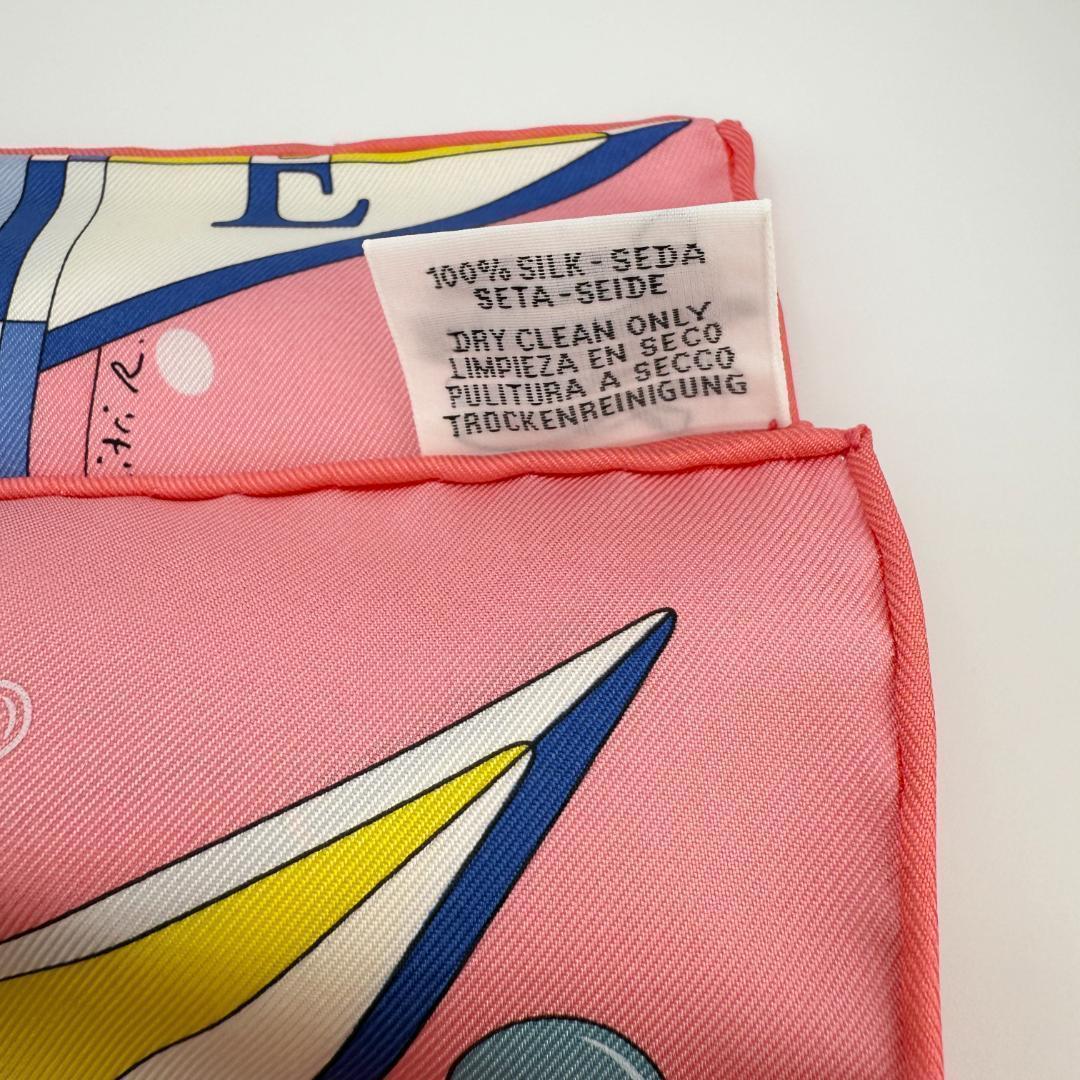 E
100% SILK - SEDA
SETA - SEIDE
DRY CLEAN ONLY
LIMPIEZA EN SECO
PULITURA A SECCO
TROCKENREINIGUNG